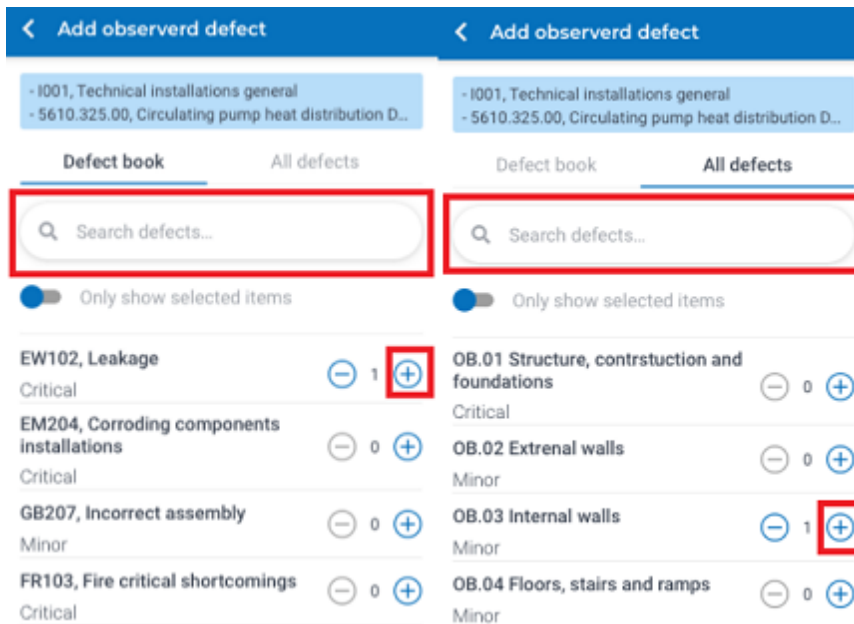 Add observerd defect
- I001, Technical installations general
- 5610.325.00, Circulating pump heat distribution D...
Defect book All defects
Search defects...
Only show selected items
EW102, Leakage
Critical
1
EM204, Corroding components
installations
Critical
0
GB207, Incorrect assembly
Minor
0
FR103, Fire critical shortcomings
Critical
0
Add observerd defect
- I001, Technical installations general
- 5610.325.00, Circulating pump heat distribution D...
Defect book All defects
Search defects...
Only show selected items
OB.01 Structure, contrstuction and
foundations
Critical
0
OB.02 Extrenal walls
Minor
0
OB.03 Internal walls
Minor
1
OB.04 Floors, stairs and ramps
Minor
0